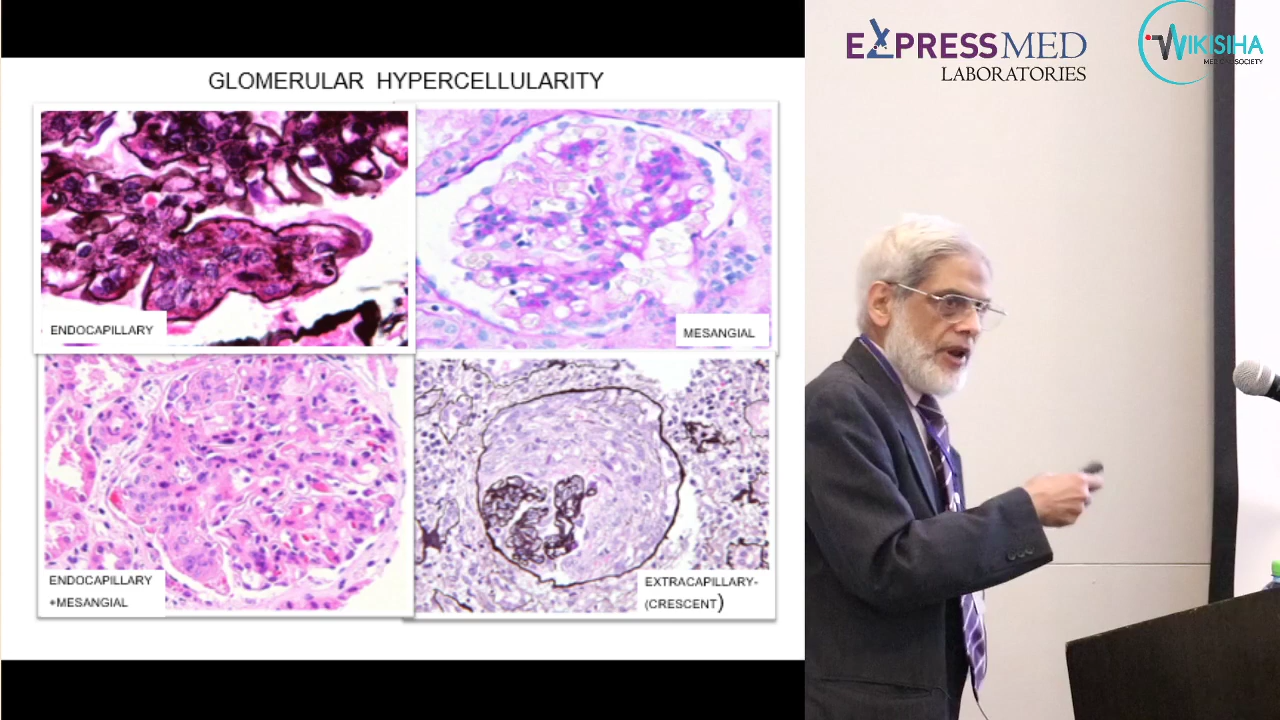 GLOMERULAR HYPERCELLULARITY
ENDOCAPILLARY
MESANGIAL
ENDOCAPILLARY
+MESANGIAL
EXTRACAPILLARY-
(CRESCENT)
EXPRESSMED
LABORATORIES
WIKISIHA